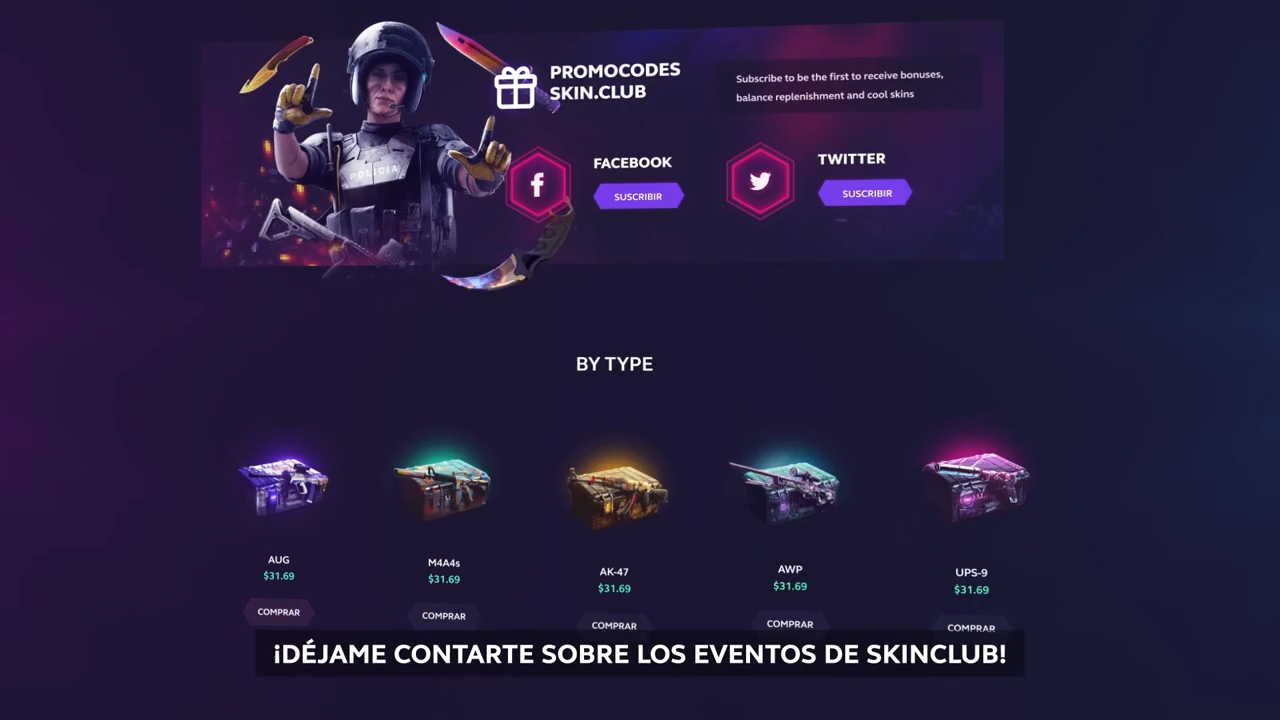 PROMOCODES
SKIN.CLUB
Subscribe to be the first to receive bonuses,
balance replenishment and cool skins
FACEBOOK
SUSCRIBIR
TWITTER
SUSCRIBIR
POLICIA
BY TYPE
AUG
$31.69
COMPRAR
M4A4s
$31.69
COMPRAR
AK-47
$31.69
COMPRAR
AWP
$31.69
COMPRAR
UPS-9
$31.69
COMPRAR
¡DÉJAME CONTARTE SOBRE LOS EVENTOS DE SKINCLUB!